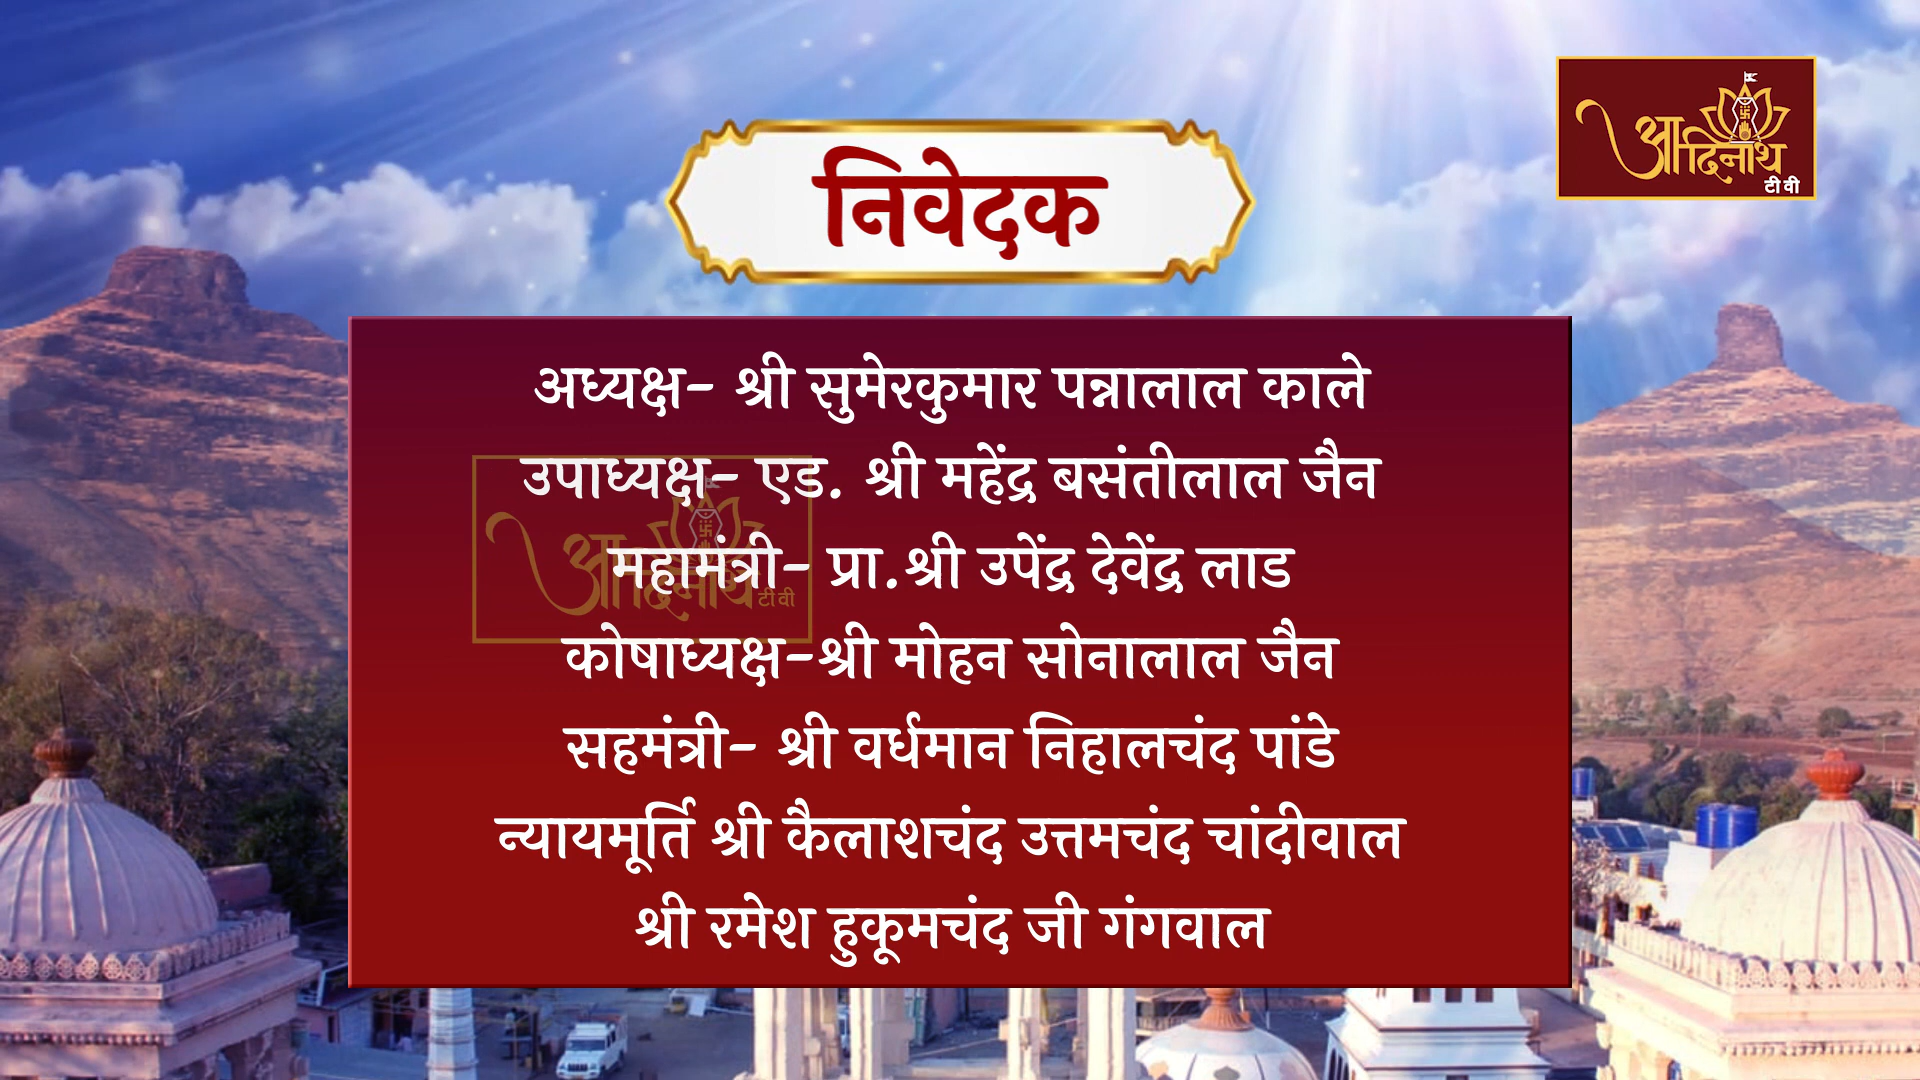 आदिनाथ
टी वी
निवेदक
अध्यक्ष- श्री सुमेरकुमार पन्नालाल काले
उपाध्यक्ष- एड. श्री महेंद्र बसंतीलाल जैन
महामंत्री- प्रा.श्री उपेंद्र देवेंद्र लाड
कोषाध्यक्ष-श्री मोहन सोनालाल जैन
सहमंत्री- श्री वर्धमान निहालचंद पांडे
न्यायमूर्ति श्री कैलाशचंद उत्तमचंद चांदीवाल
श्री रमेश हुकूमचंद जी गंगवाल
आदिनाथ
टी वी